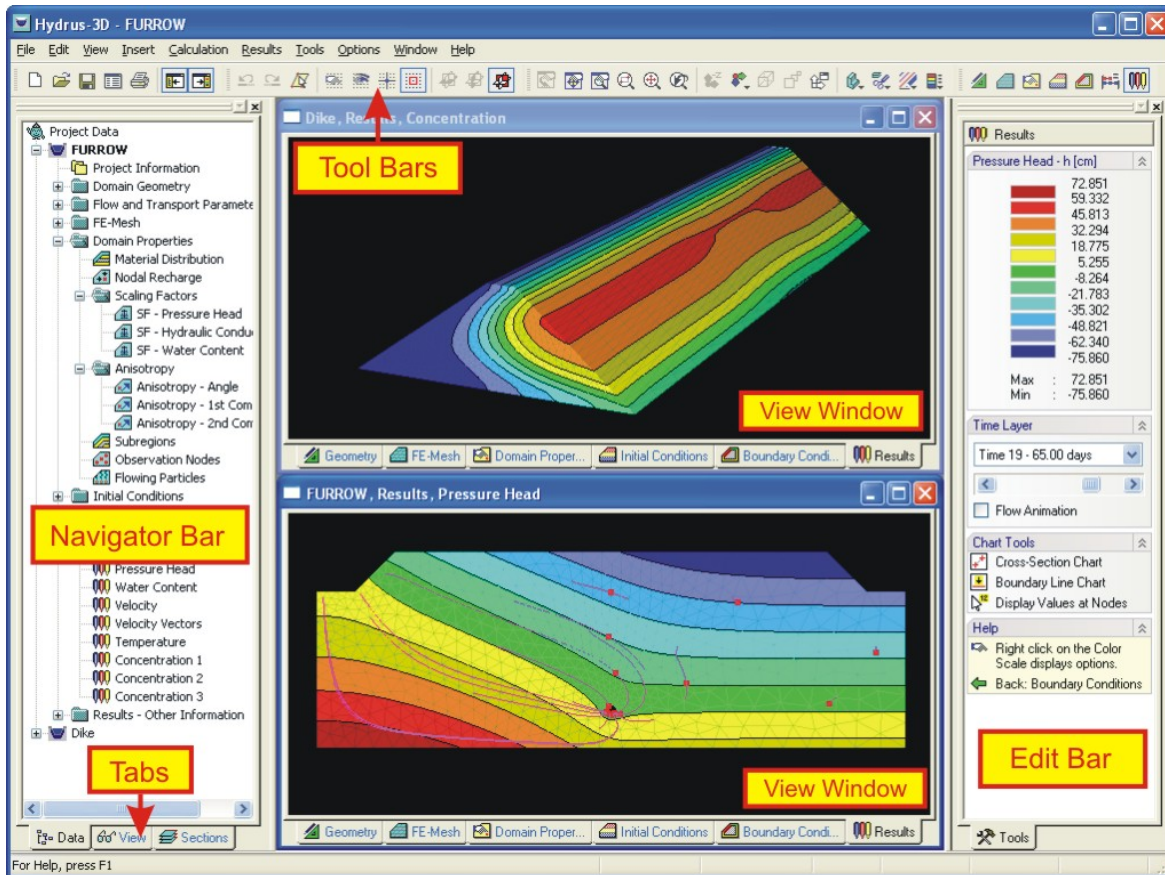 Hydrus-3D - FURROW
File Edit View Insert Calculation Results Tools Options Window Help
Tool Bars
Project Data
FURROW
Project Information
Domain Geometry
Flow and Transport Paramete
FE-Mesh
Domain Properties
Material Distribution
Nodal Recharge
Scaling Factors
SF - Pressure Head
SF - Hydraulic Condu
SF - Water Content
Anisotropy
Anisotropy - Angle
Anisotropy - 1st Com
Anisotropy - 2nd Com
Subregions
Observation Nodes
Flowing Particles
Initial Conditions
Navigator Bar
Pressure Head
Water Content
Velocity
Velocity Vectors
Temperature
Concentration 1
Concentration 2
Concentration 3
Results - Other Information
Dike
Tabs
Data View Sections
For Help, press F1
Dike, Results, Concentration
View Window
Geometry FE-Mesh Domain Proper... Initial Conditions Boundary Condi... Results
FURROW, Results, Pressure Head
View Window
Geometry FE-Mesh Domain Proper... Initial Conditions Boundary Condi... Results
Results
Pressure Head - h [cm]
72.851
59.332
45.813
32.294
18.775
5.255
-8.264
-21.783
-35.302
-48.821
-62.340
-75.860
Max : 72.851
Min : -75.860
Time Layer
Time 19 - 65.00 days
Flow Animation
Chart Tools
Cross-Section Chart
Boundary Line Chart
Display Values at Nodes
Help
Right click on the Color
Scale displays options.
Back: Boundary Conditions
Edit Bar
Tools